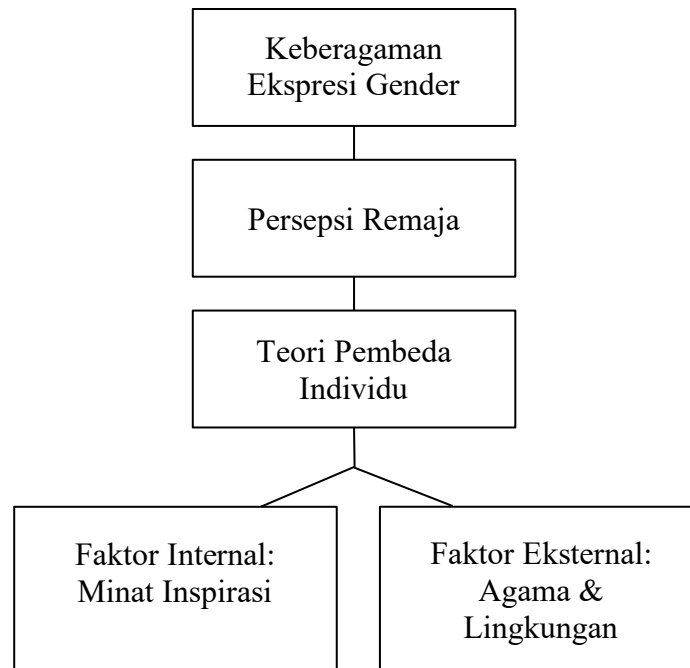 Keberagaman
Ekspresi Gender
Persepsi Remaja
Teori Pembeda
Individu
Faktor Internal:
Minat Inspirasi
Faktor Eksternal:
Agama &
Lingkungan